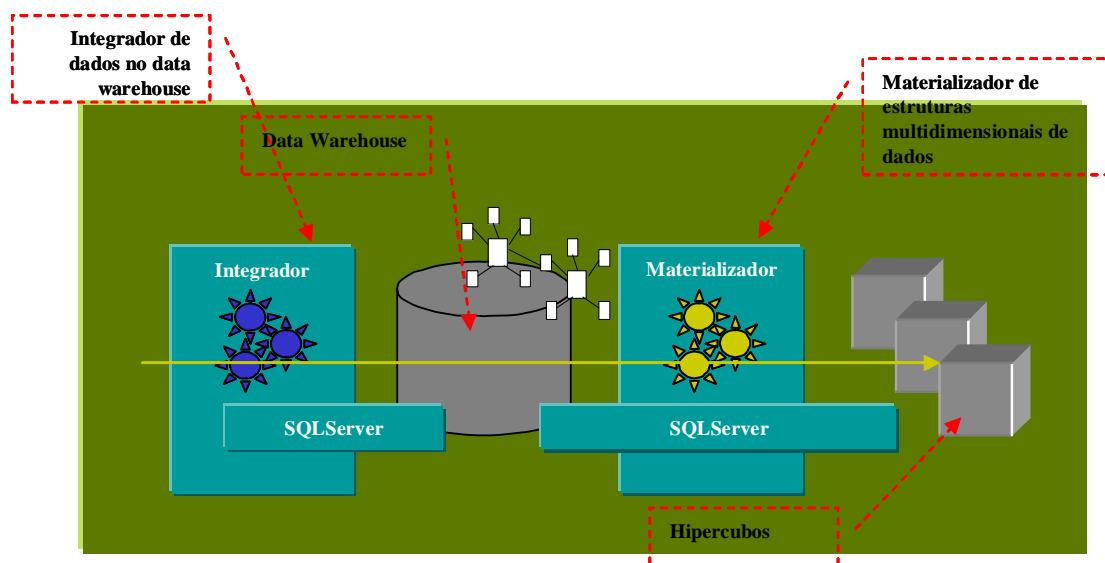 Integrador de
dados no data
warehouse
Materializador de
estruturas
multidimensionais de
dados
Data Warehouse
Integrador
Materializador
SQLServer
SQLServer
Hipercubos